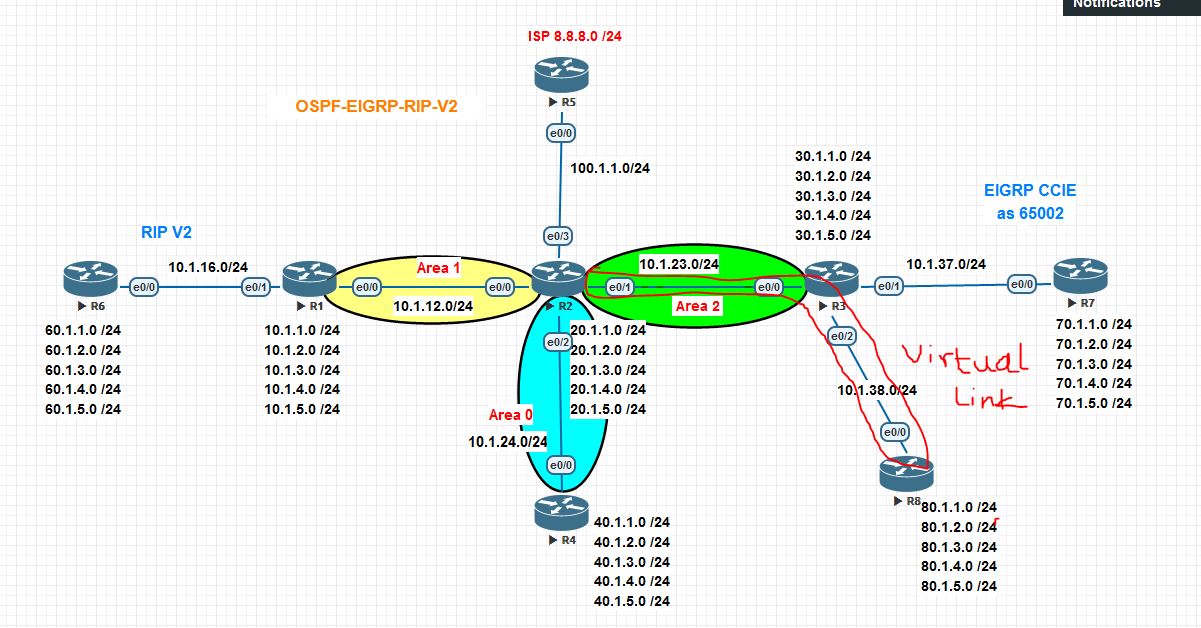 Notifications
ISP 8.8.8.0 /24
R5
OSPF-EIGRP-RIP-V2
e0/0
100.1.1.0/24
30.1.1.0 /24
30.1.2.0 /24
30.1.3.0 /24
30.1.4.0 /24
30.1.5.0 /24
EIGRP CCIE
as 65002
RIP V2
e0/3
10.1.16.0/24
Area 1
10.1.23.0/24
10.1.37.0/24
e0/0
e0/1
e0/0
e0/0
e0/1
e0/0
e0/1
e0/0
10.1.12.0/24
Area 2
R6
R1
R2
R3
R7
60.1.1.0 /24
60.1.2.0 /24
60.1.3.0 /24
60.1.4.0 /24
60.1.5.0 /24
10.1.1.0 /24
10.1.2.0 /24
10.1.3.0 /24
10.1.4.0 /24
10.1.5.0 /24
e0/2
20.1.1.0 /24
20.1.2.0 /24
20.1.3.0 /24
20.1.4.0 /24
20.1.5.0 /24
e0/2
70.1.1.0 /24
70.1.2.0 /24
70.1.3.0 /24
70.1.4.0 /24
70.1.5.0 /24
Virtual
Link
10.1.38.0/24
Area 0
10.1.24.0/24
e0/0
e0/0
R4
R8
40.1.1.0 /24
40.1.2.0 /24
40.1.3.0 /24
40.1.4.0 /24
40.1.5.0 /24
80.1.1.0 /24
80.1.2.0 /24
80.1.3.0 /24
80.1.4.0 /24
80.1.5.0 /24